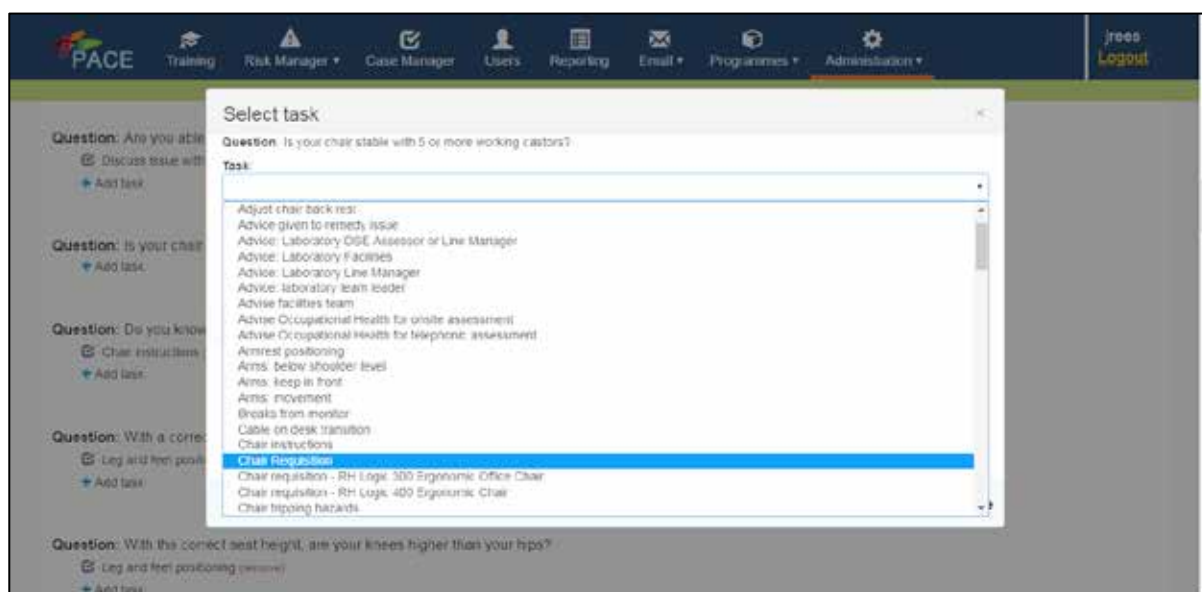 PACE
Training
Risk Manager
Case Manager
Users
Reporting
Email
Programmes
Administration
jrees
Logout
Select task
×
Question: Is your chair stable with 5 or more working castors?
Task:
Adjust chair back rest
Advice given to remedy issue
Advice: Laboratory DSE Assessor or Line Manager
Advice: Laboratory Facilities
Advice: Laboratory Line Manager
Advice: laboratory team leader
Advise facilities team
Advise Occupational Health for onsite assessment
Advise Occupational Health for telephonic assessment
Armrest positioning
Arms: below shoulder level
Arms: keep in front
Arms: movement
Breaks from monitor
Cable on desk transition
Chair instructions
Chair Requisition
Chair requisition - RH Logic 300 Ergonomic Office Chair
Chair requisition - RH Logic 400 Ergonomic Chair
Chair tripping hazards
Question: Are you able
Discuss issue with
+ Add task
Question: Is your chair
+ Add task
Question: Do you know
Chair instructions
+ Add task
Question: With a correc
Leg and feet positi
+ Add task
Question: With the correct seat height, are your knees higher than your hips?
Leg and feet positioning (remove)
+ Add task